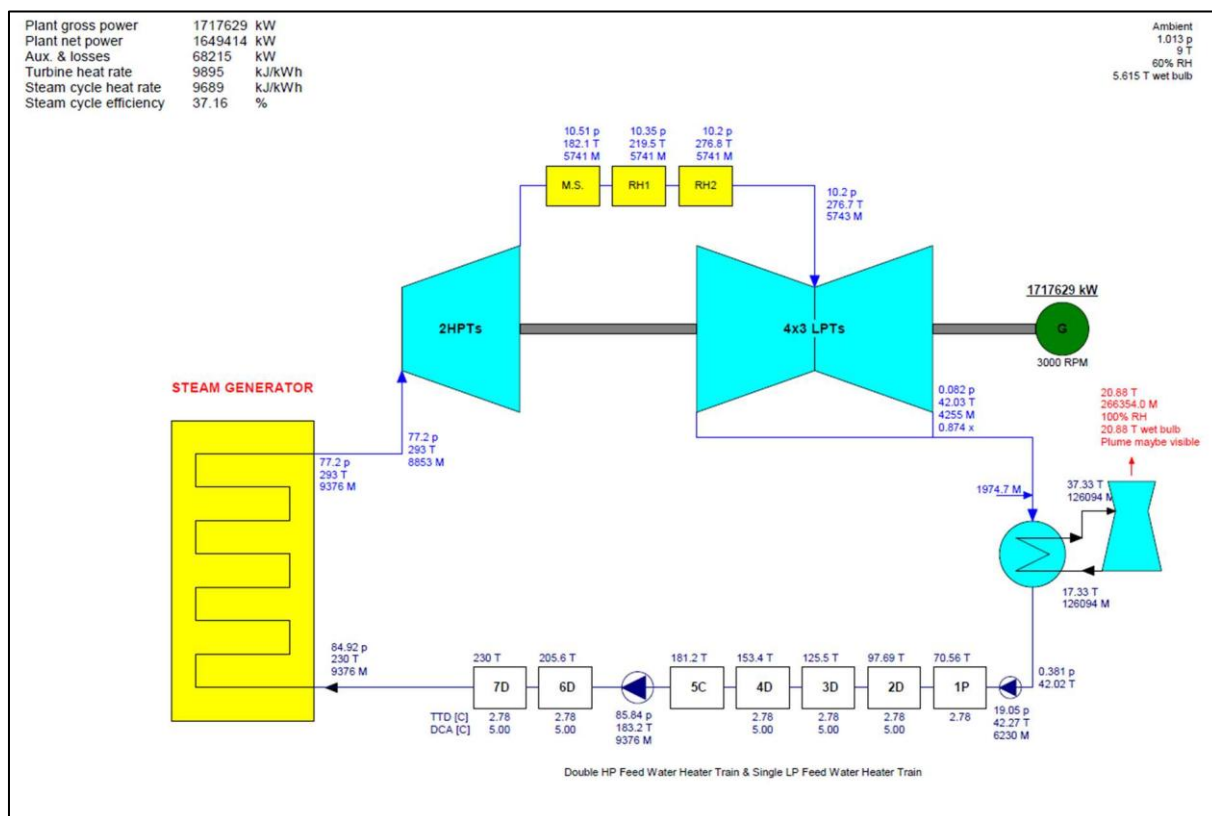 Plant gross power 1717629 kW
Plant net power 1649414 kW
Aux. & losses 68215 kW
Turbine heat rate 9895 kJ/kWh
Steam cycle heat rate 9689 kJ/kWh
Steam cycle efficiency 37.16 %
Ambient
1.013 p
9 T
60% RH
5.615 T wet bulb
10.51 p
182.1 T
5741 M
10.35 p
219.5 T
5741 M
10.2 p
276.8 T
5741 M
M.S.
RH1
RH2
10.2 p
276.7 T
5743 M
2HPTs
4x3 LPTs
1717629 kW
G
3000 RPM
STEAM GENERATOR
77.2 p
293 T
9376 M
77.2 p
293 T
8853 M
0.082 p
42.03 T
4255 M
0.874 x
20.88 T
266354.0 M
100% RH
20.88 T wet bulb
Plume maybe visible
1974.7 M
37.33 T
126094 M
17.33 T
126094 M
0.381 p
42.02 T
84.92 p
230 T
9376 M
230 T 205.6 T 181.2 T 153.4 T 125.5 T 97.69 T 70.56 T
7D 6D 5C 4D 3D 2D 1P
TTD [C] 2.78 2.78 2.78 2.78 2.78 2.78
DCA [C] 5.00 5.00 5.00 5.00 5.00
85.84 p
183.2 T
9376 M
19.05 p
42.27 T
6230 M
Double HP Feed Water Heater Train & Single LP Feed Water Heater Train